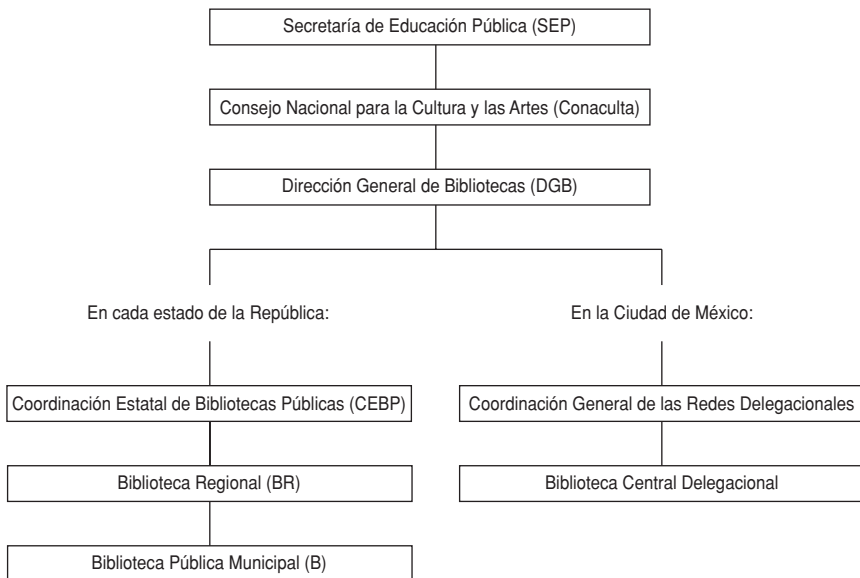 Secretaría de Educación Pública (SEP)
Consejo Nacional para la Cultura y las Artes (Conaculta)
Dirección General de Bibliotecas (DGB)
En cada estado de la República:
En la Ciudad de México:
Coordinación Estatal de Bibliotecas Públicas (CEBP)
Coordinación General de las Redes Delegacionales
Biblioteca Regional (BR)
Biblioteca Central Delegacional
Biblioteca Pública Municipal (B)